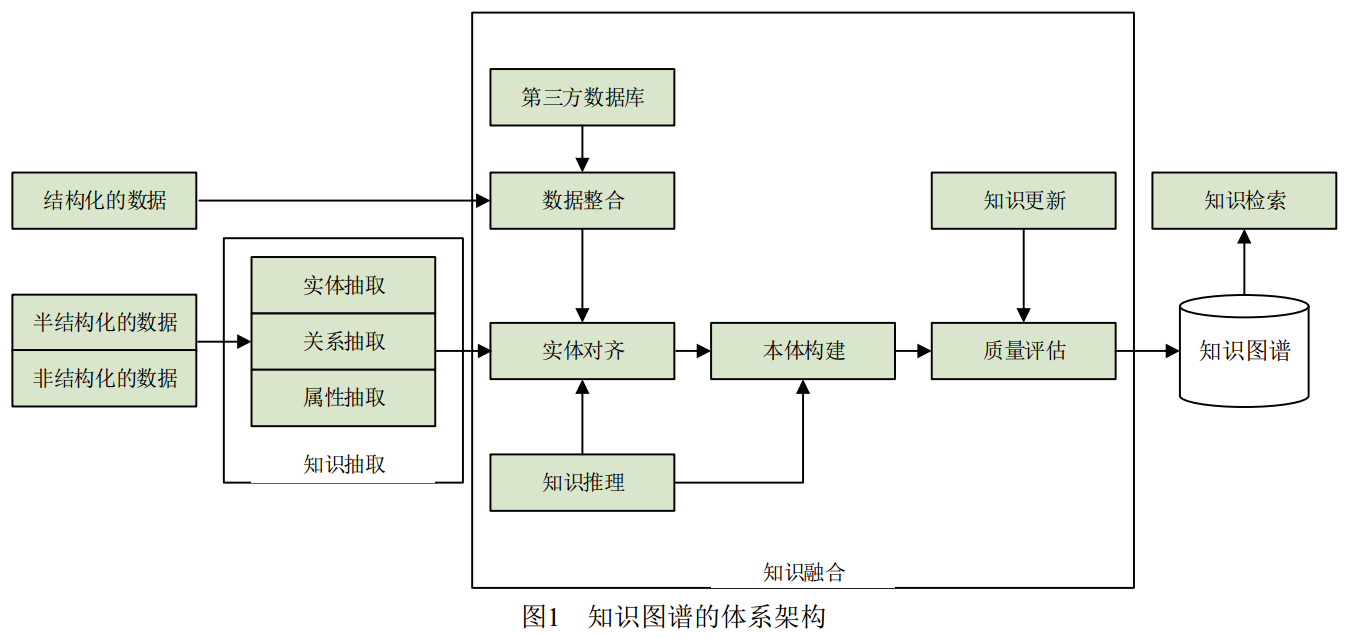 第三方数据库
结构化的数据
数据整合
知识更新
知识检索
半结构化的数据
非结构化的数据
实体抽取
关系抽取
属性抽取
知识抽取
实体对齐
本体构建
质量评估
知识图谱
知识推理
知识融合
图1 知识图谱的体系架构